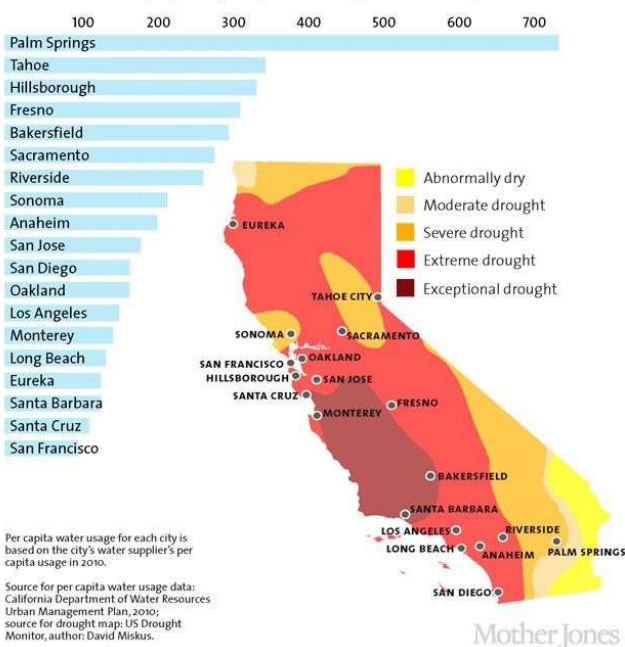 100 200 300 400 500 600 700
Palm Springs
Tahoe
Hillsborough
Fresno
Bakersfield
Sacramento
Riverside
Sonoma
Anaheim
San Jose
San Diego
Oakland
Los Angeles
Monterey
Long Beach
Eureka
Santa Barbara
Santa Cruz
San Francisco
Abnormally dry
Moderate drought
Severe drought
Extreme drought
Exceptional drought
EUREKA
TAHOE CITY
SONOMA
SACRAMENTO
OAKLAND
SAN FRANCISCO
HILLSBOROUGH
SAN JOSE
SANTA CRUZ
FRESNO
MONTEREY
BAKERSFIELD
SANTA BARBARA
LOS ANGELES
RIVERSIDE
LONG BEACH
ANAHEIM
PALM SPRINGS
SAN DIEGO
Per capita water usage for each city is
based on the city's water supplier's per
capita usage in 2010.
Source for per capita water usage data:
California Department of Water Resources
Urban Management Plan, 2010;
source for drought map: US Drought
Monitor, author: David Miskus.
Mother Jones